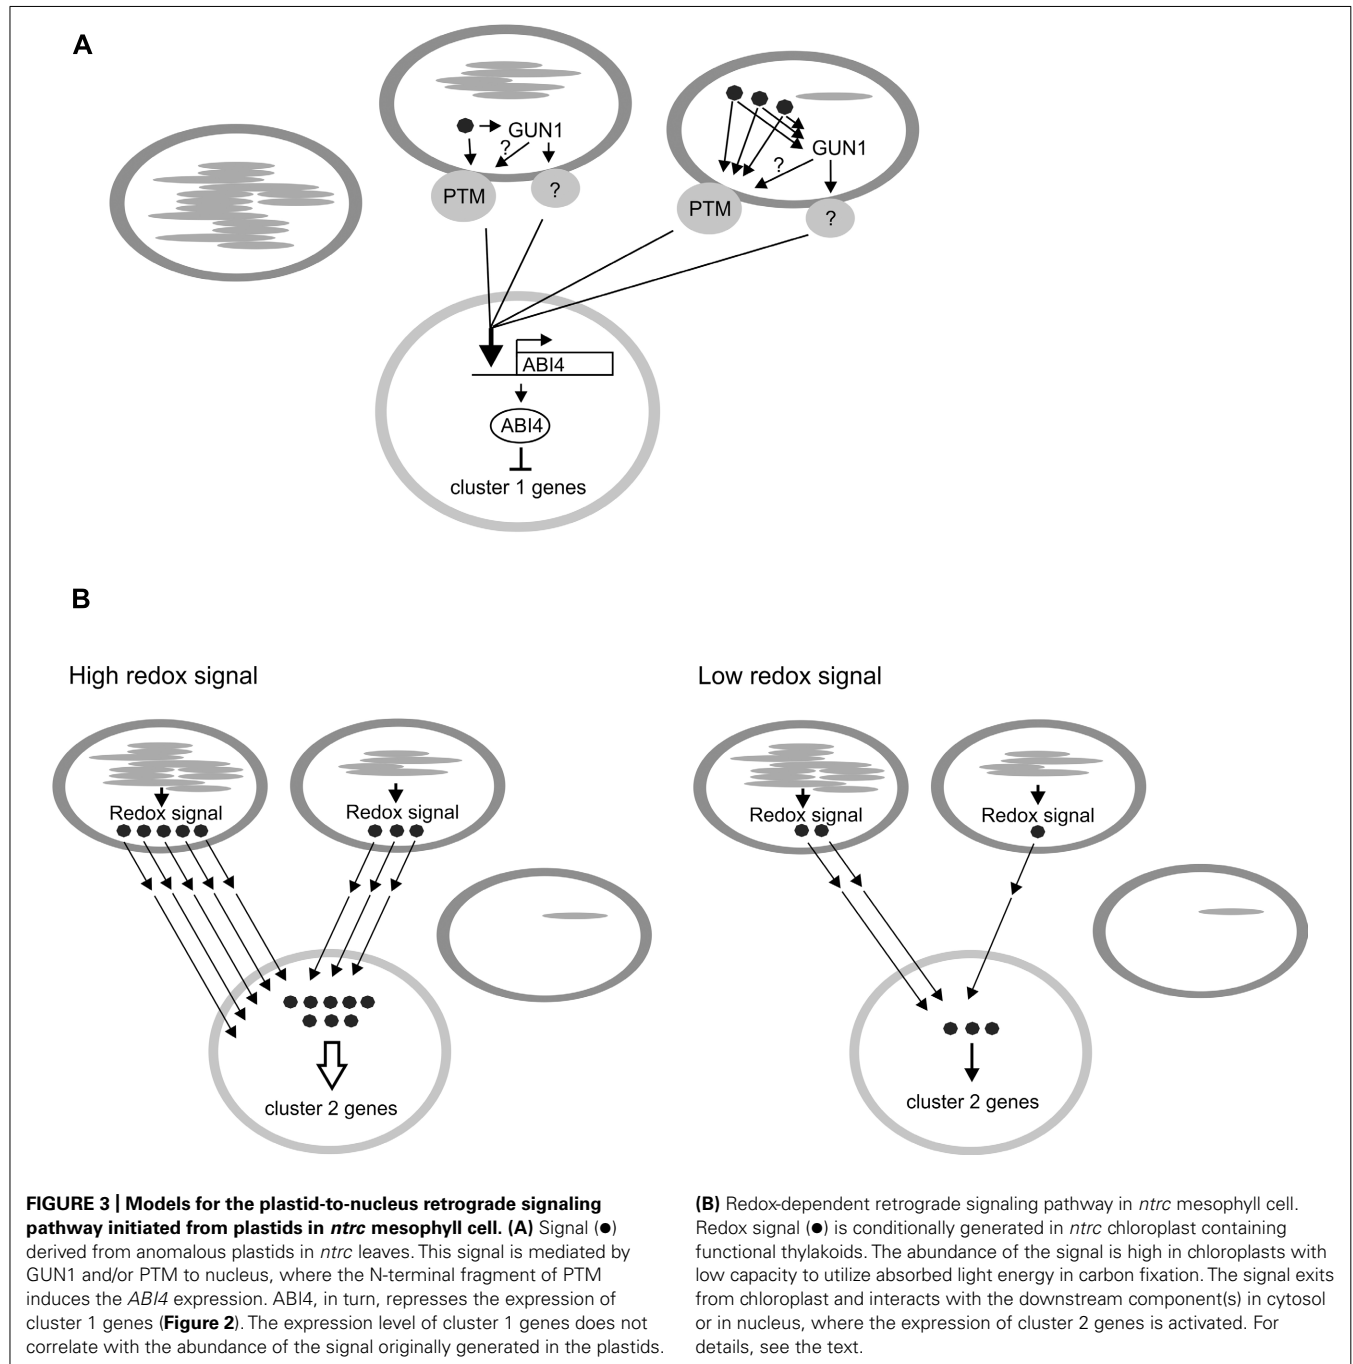 A
GUN1
?
PTM
?
GUN1
?
PTM
?
ABI4
ABI4
cluster 1 genes
B
High redox signal
Redox signal
Redox signal
cluster 2 genes
Low redox signal
Redox signal
Redox signal
cluster 2 genes
FIGURE 3 | Models for the plastid-to-nucleus retrograde signaling
pathway initiated from plastids in ntrc mesophyll cell. (A) Signal (●)
derived from anomalous plastids in ntrc leaves. This signal is mediated by
GUN1 and/or PTM to nucleus, where the N-terminal fragment of PTM
induces the ABI4 expression. ABI4, in turn, represses the expression of
cluster 1 genes (Figure 2). The expression level of cluster 1 genes does not
correlate with the abundance of the signal originally generated in the plastids.
(B) Redox-dependent retrograde signaling pathway in ntrc mesophyll cell.
Redox signal (●) is conditionally generated in ntrc chloroplast containing
functional thylakoids. The abundance of the signal is high in chloroplasts with
low capacity to utilize absorbed light energy in carbon fixation. The signal exits
from chloroplast and interacts with the downstream component(s) in cytosol
or in nucleus, where the expression of cluster 2 genes is activated. For
details, see the text.